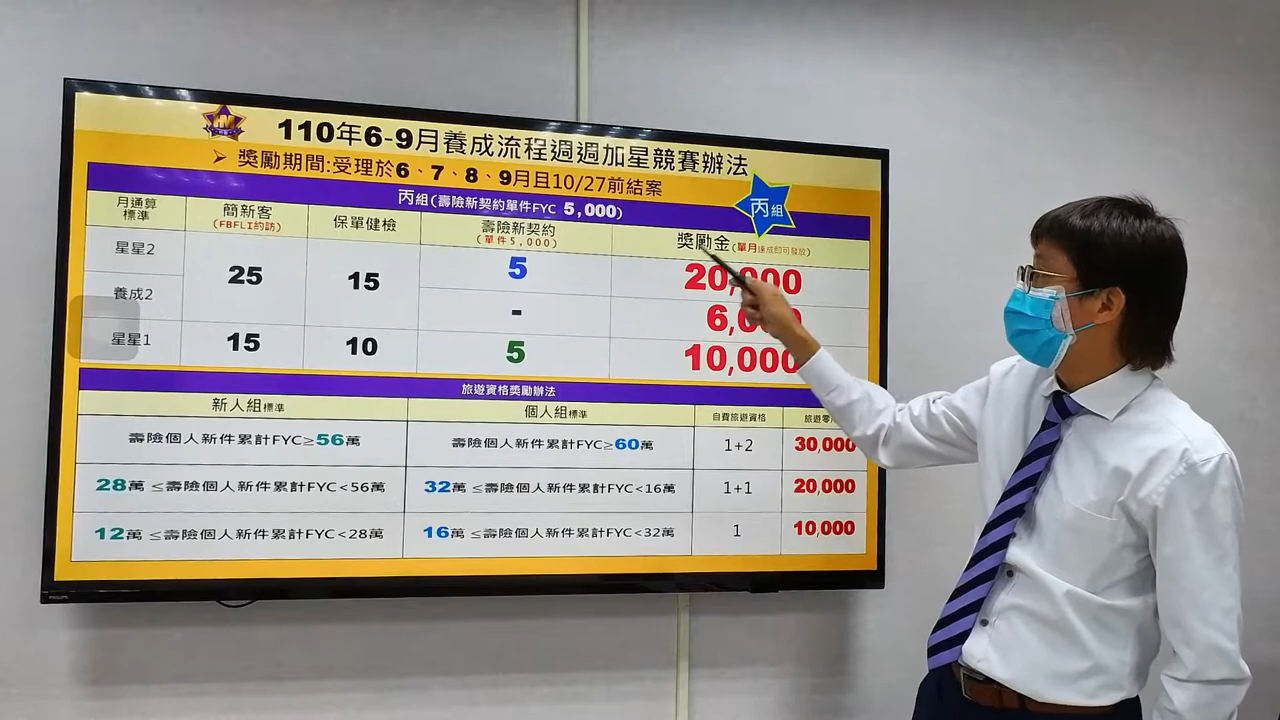 HM
110年6-9月養成流程週週加星競賽辦法
➢ 獎勵期間:受理於6、7、8、9月且10/27前結案
丙組(壽險新契約單件FYC 5,000)
丙組
月通算標準 簡新客(FBFLI約訪) 保單健檢 壽險新契約(單件5,000) 獎勵金(單月達成即可發放)
星星2 25 15 5 20,000
養成2 - 6,0
星星1 15 10 5 10,000
旅遊資格獎勵辦法
新人組標準 個人組標準 自費旅遊資格 旅遊零
壽險個人新件累計FYC≥56萬 壽險個人新件累計FYC≥60萬 1+2 30,000
28萬 ≤壽險個人新件累計FYC<56萬 32萬 ≤壽險個人新件累計FYC<16萬 1+1 20,000
12萬 ≤壽險個人新件累計FYC<28萬 16萬 ≤壽險個人新件累計FYC<32萬 1 10,000
PHILIPS